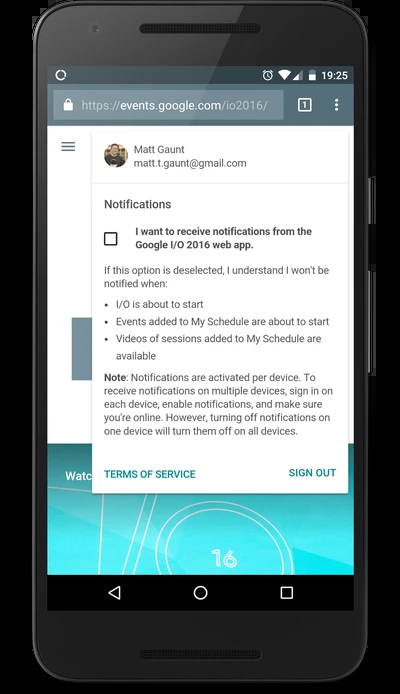 19:25
https://events.google.com/io2016/
1
Matt Gaunt
matt.t.gaunt@gmail.com
Notifications
I want to receive notifications from the
Google I/O 2016 web app.
If this option is deselected, I understand I won't be
notified when:
• I/O is about to start
• Events added to My Schedule are about to start
• Videos of sessions added to My Schedule are
available
Note: Notifications are activated per device. To
receive notifications on multiple devices, sign in on
each device, enable notifications, and make sure
you're online. However, turning off notifications on
one device will turn them off on all devices.
Watc
TERMS OF SERVICE
SIGN OUT
16